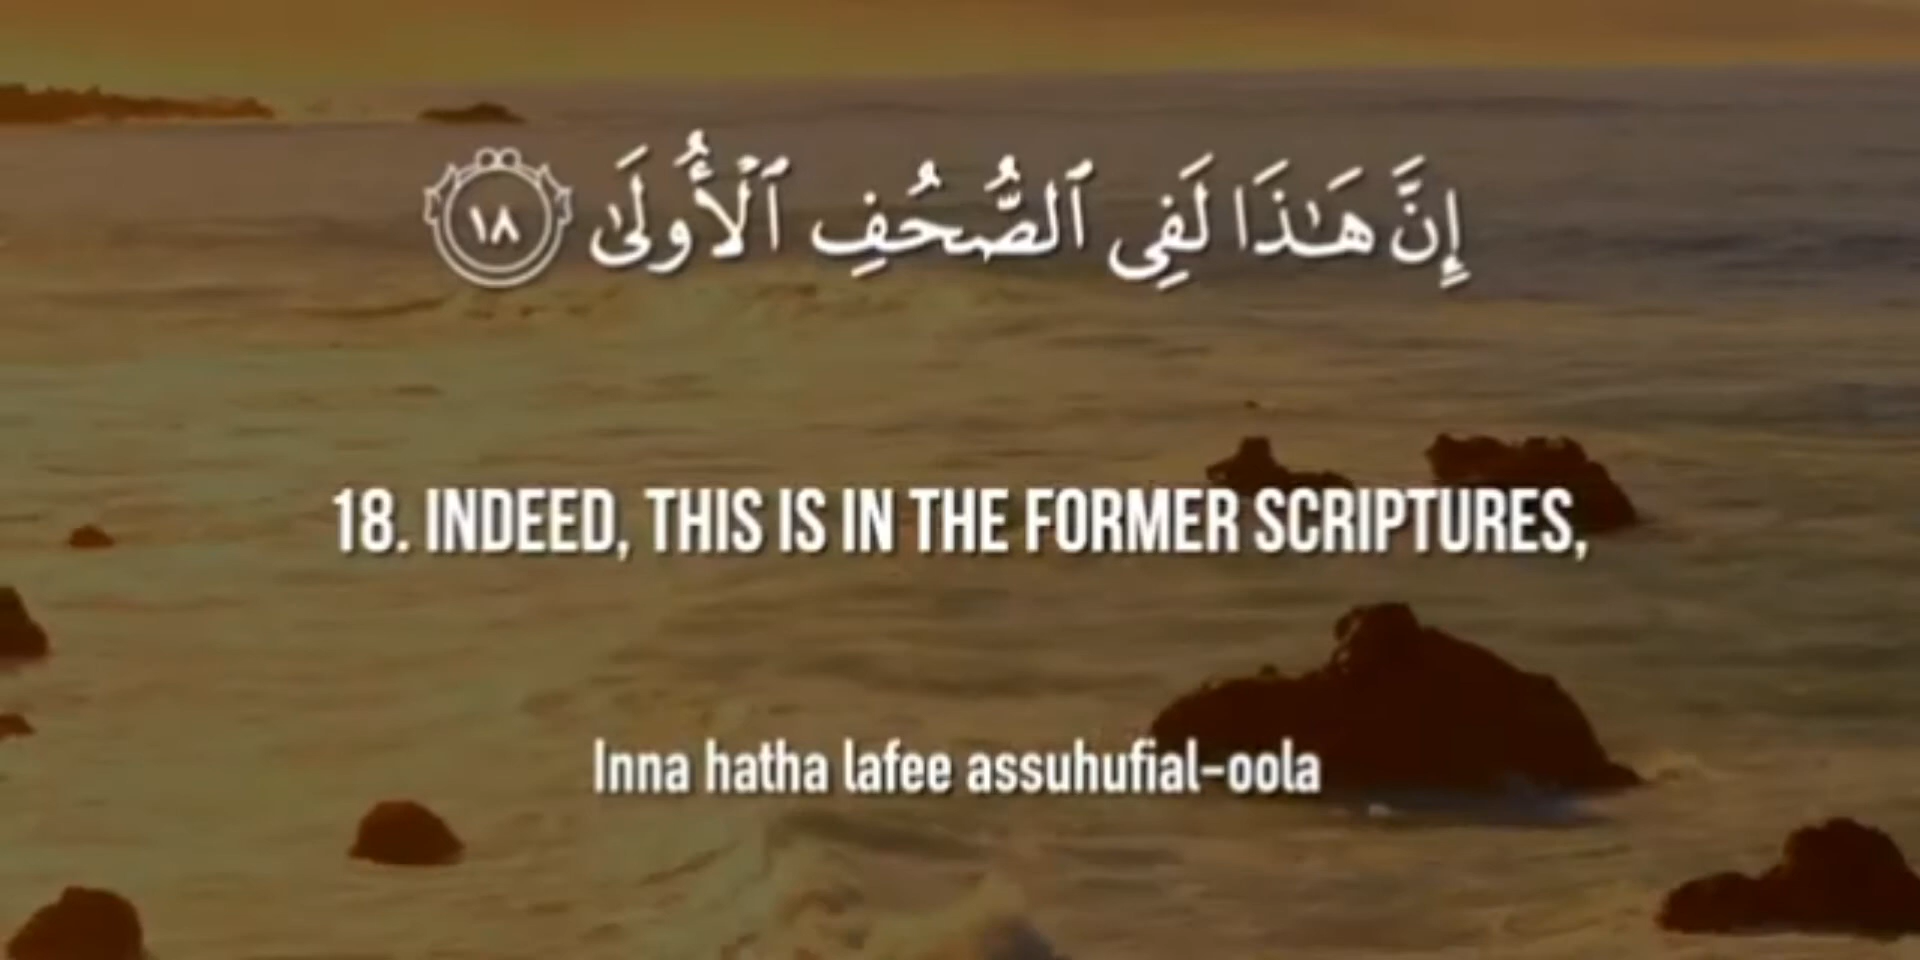 إِنَّ هَـٰذَا لَفِى ٱلصُّحُفِ ٱلْأُولَىٰ ١٨
18. INDEED, THIS IS IN THE FORMER SCRIPTURES,
Inna hatha lafee assuhufial-oola